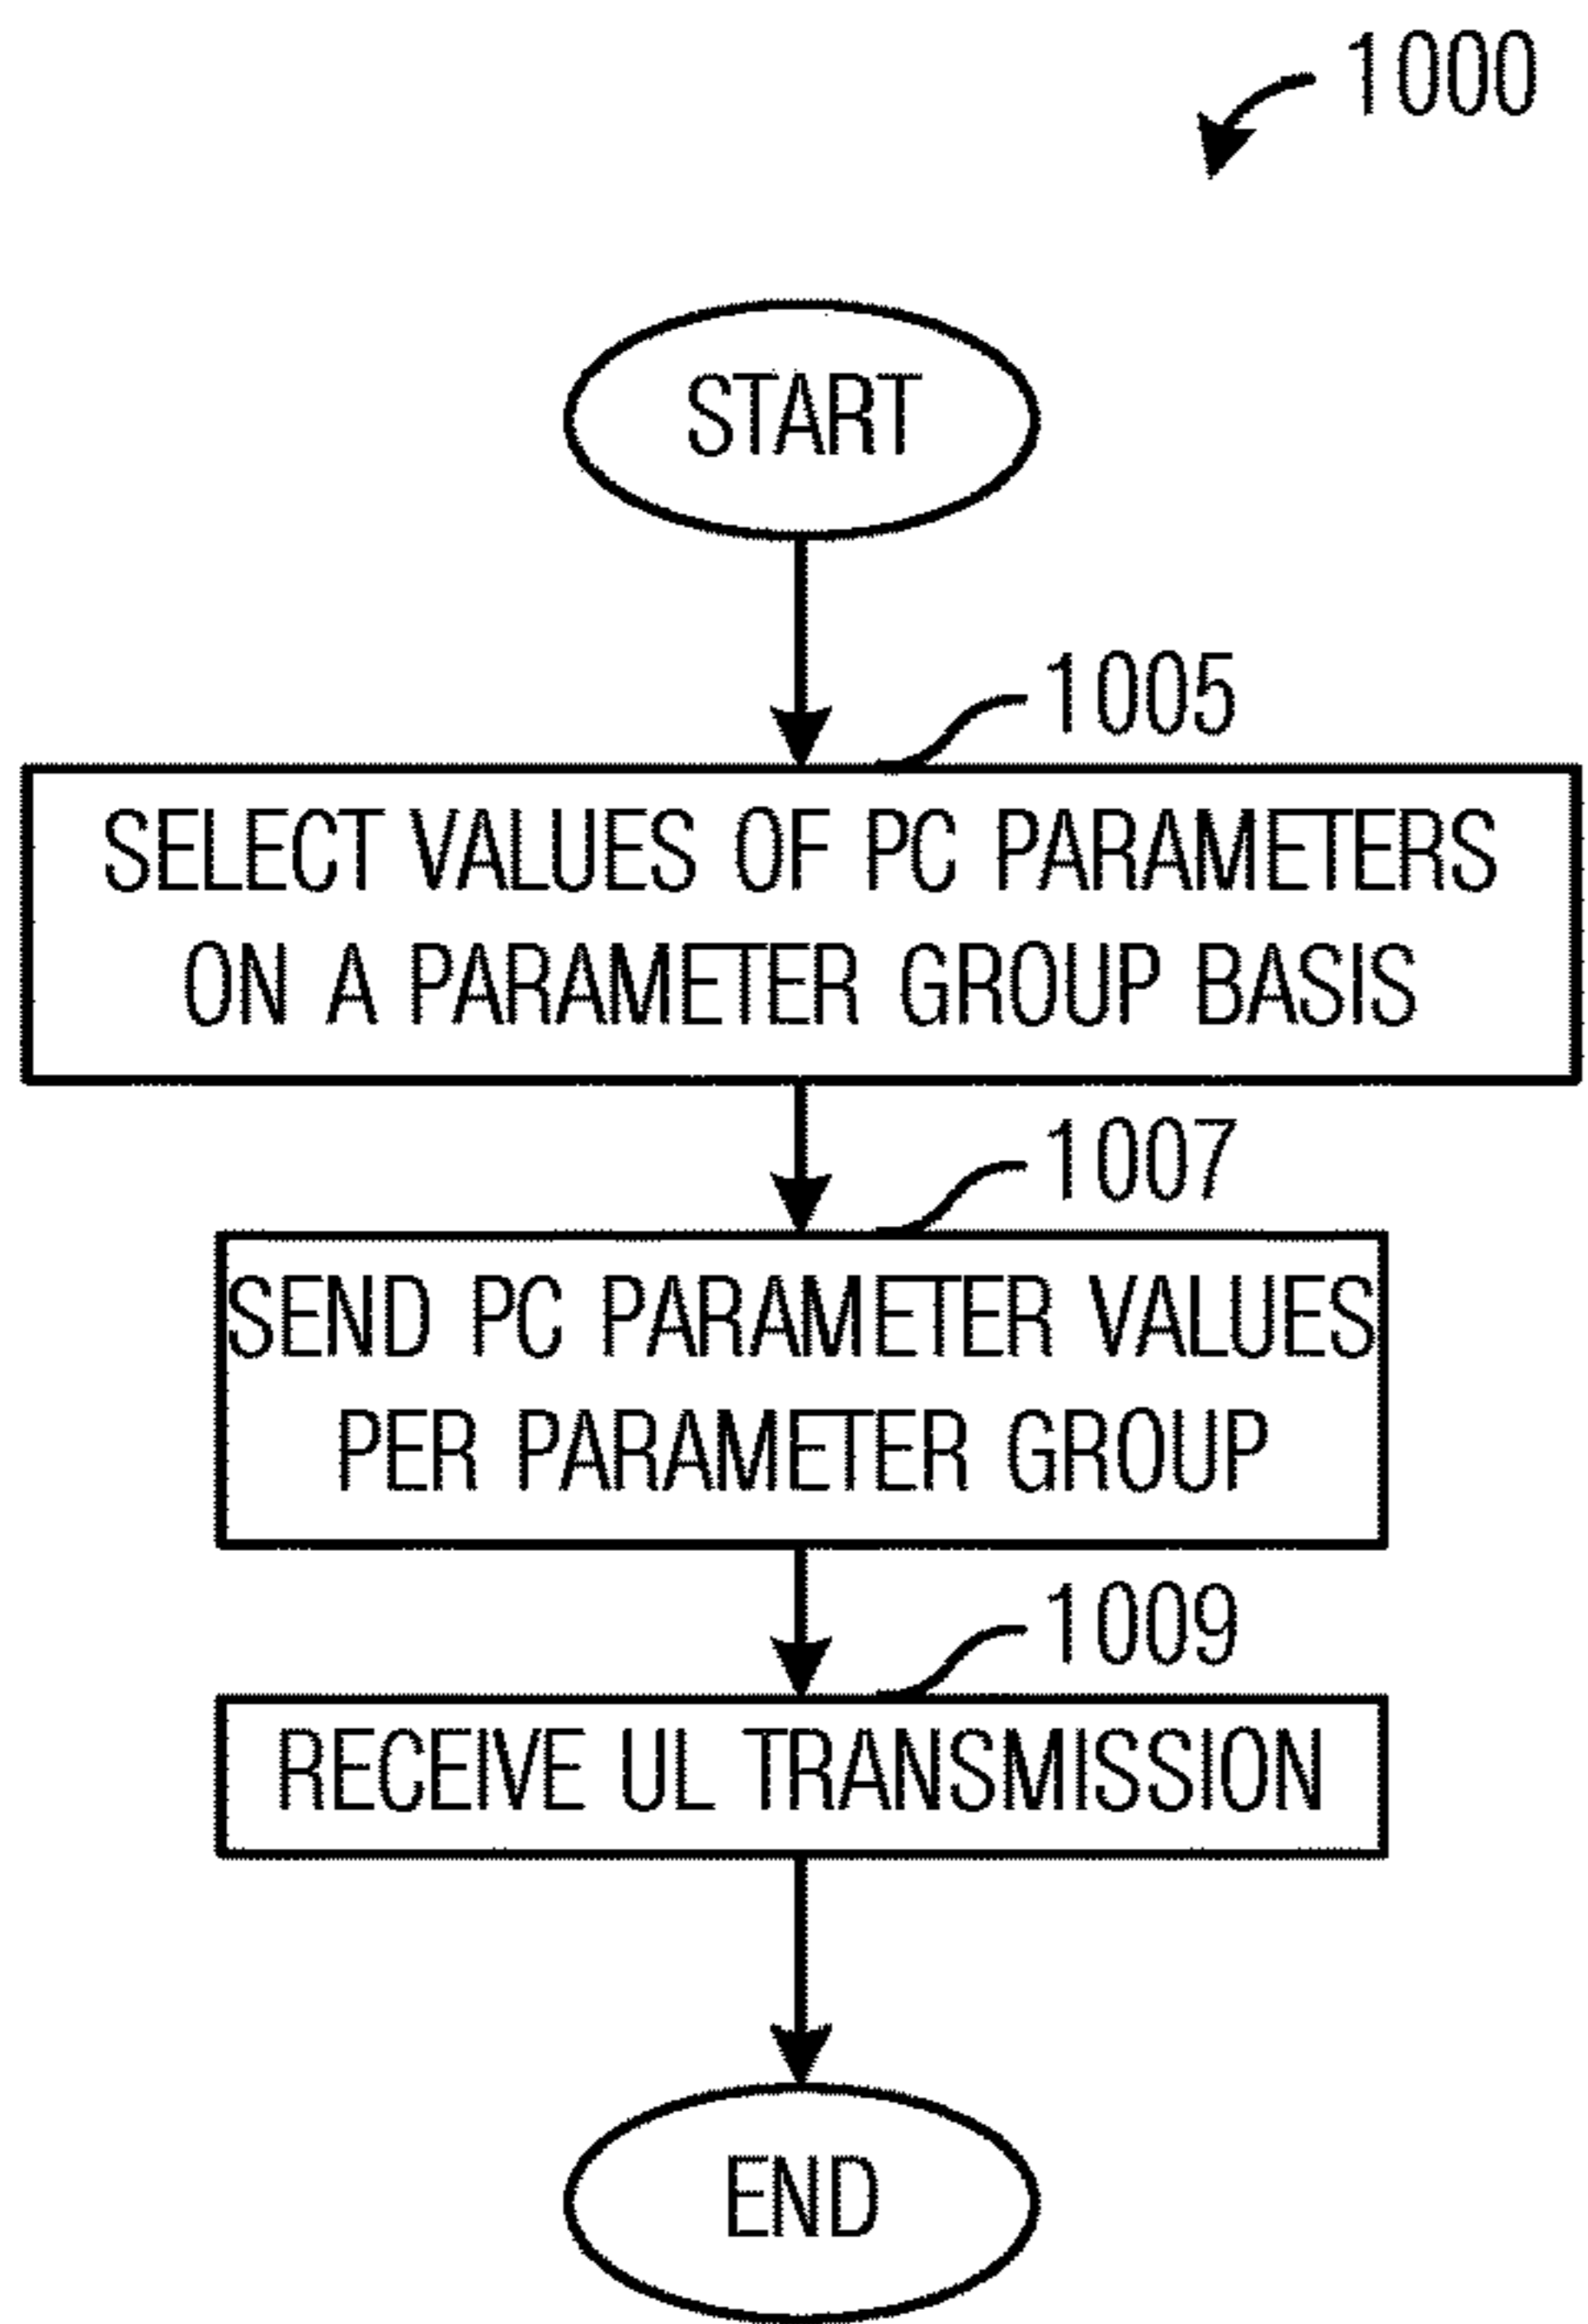 1000
START
1005
SELECT VALUES OF PC PARAMETERS
ON A PARAMETER GROUP BASIS
1007
SEND PC PARAMETER VALUES
PER PARAMETER GROUP
1009
RECEIVE UL TRANSMISSION
END